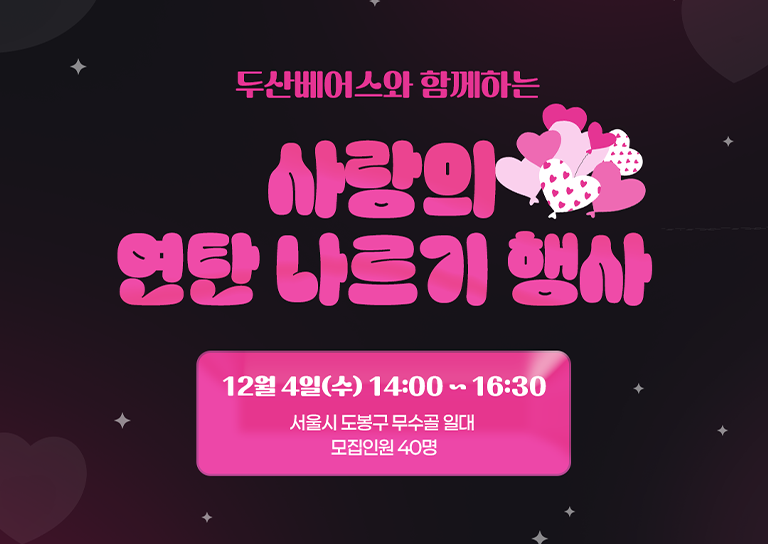 두산베어스와 함께하는
사랑의
연탄 나르기 행사
12월 4일(수) 14:00 ~ 16:30
서울시 도봉구 무수골 일대
모집인원 40명